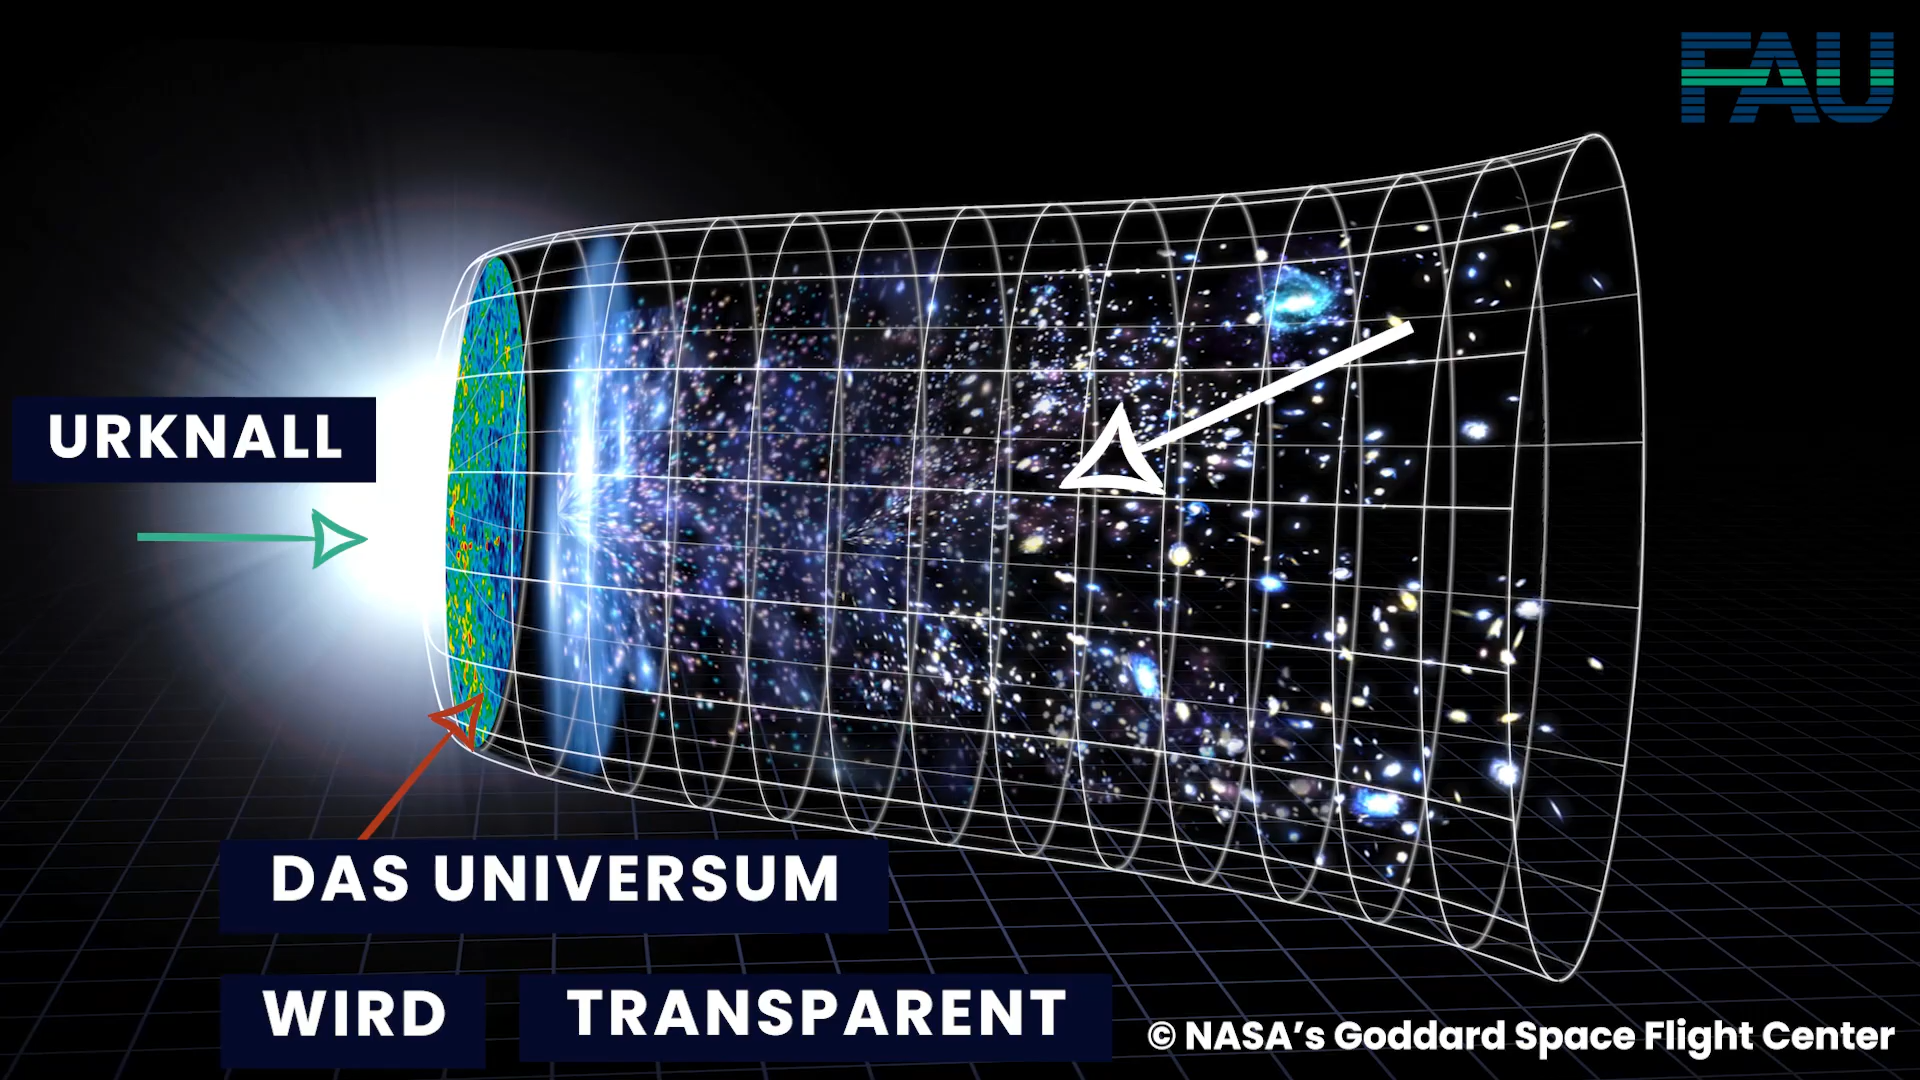 FAU
URKNALL
DAS UNIVERSUM
WIRD TRANSPARENT
© NASA’s Goddard Space Flight Center